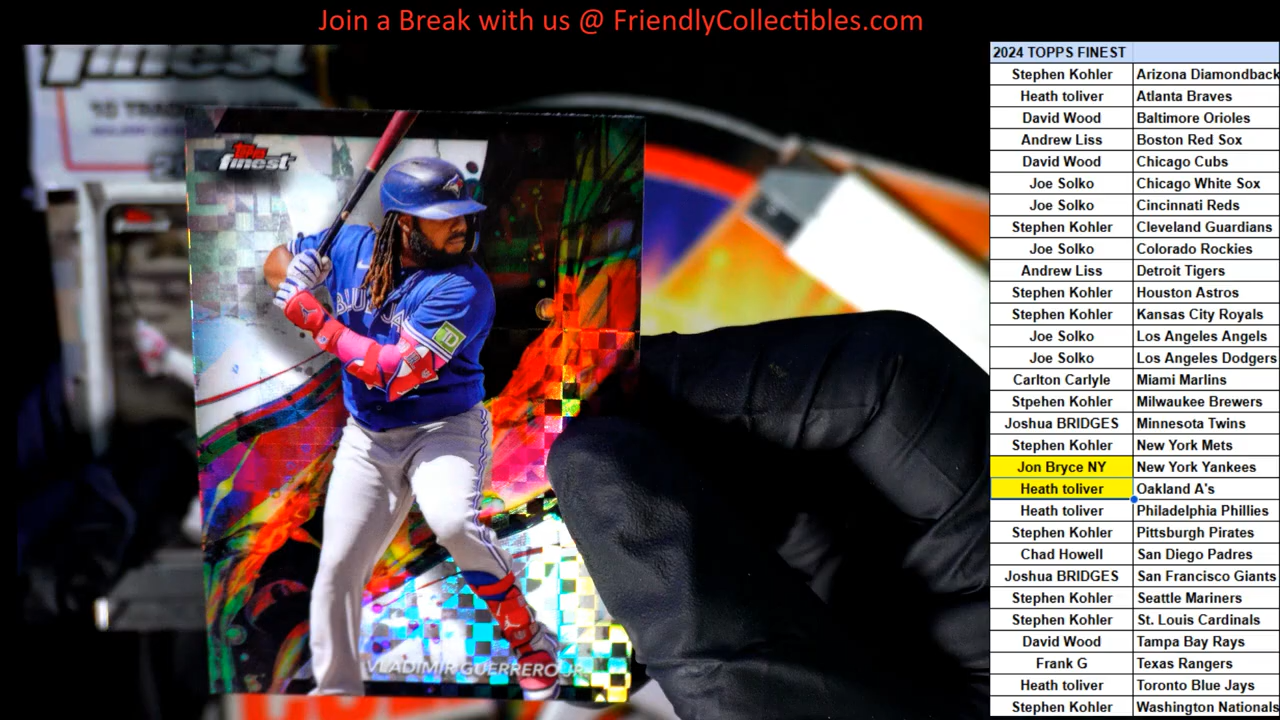 Join a Break with us @ FriendlyCollectibles.com
finest
Topps
finest
BLUE JA
TD
VLADIMIR GUERRERO JR.
2024 TOPPS FINEST
Stephen Kohler Arizona Diamondback
Heath toliver Atlanta Braves
David Wood Baltimore Orioles
Andrew Liss Boston Red Sox
David Wood Chicago Cubs
Joe Solko Chicago White Sox
Joe Solko Cincinnati Reds
Stephen Kohler Cleveland Guardians
Joe Solko Colorado Rockies
Andrew Liss Detroit Tigers
Stephen Kohler Houston Astros
Stephen Kohler Kansas City Royals
Joe Solko Los Angeles Angels
Joe Solko Los Angeles Dodgers
Carlton Carlyle Miami Marlins
Stpehen Kohler Milwaukee Brewers
Joshua BRIDGES Minnesota Twins
Stephen Kohler New York Mets
Jon Bryce NY New York Yankees
Heath toliver Oakland A's
Heath toliver Philadelphia Phillies
Stephen Kohler Pittsburgh Pirates
Chad Howell San Diego Padres
Joshua BRIDGES San Francisco Giants
Stephen Kohler Seattle Mariners
Stephen Kohler St. Louis Cardinals
David Wood Tampa Bay Rays
Frank G Texas Rangers
Heath toliver Toronto Blue Jays
Stephen Kohler Washington Nationals